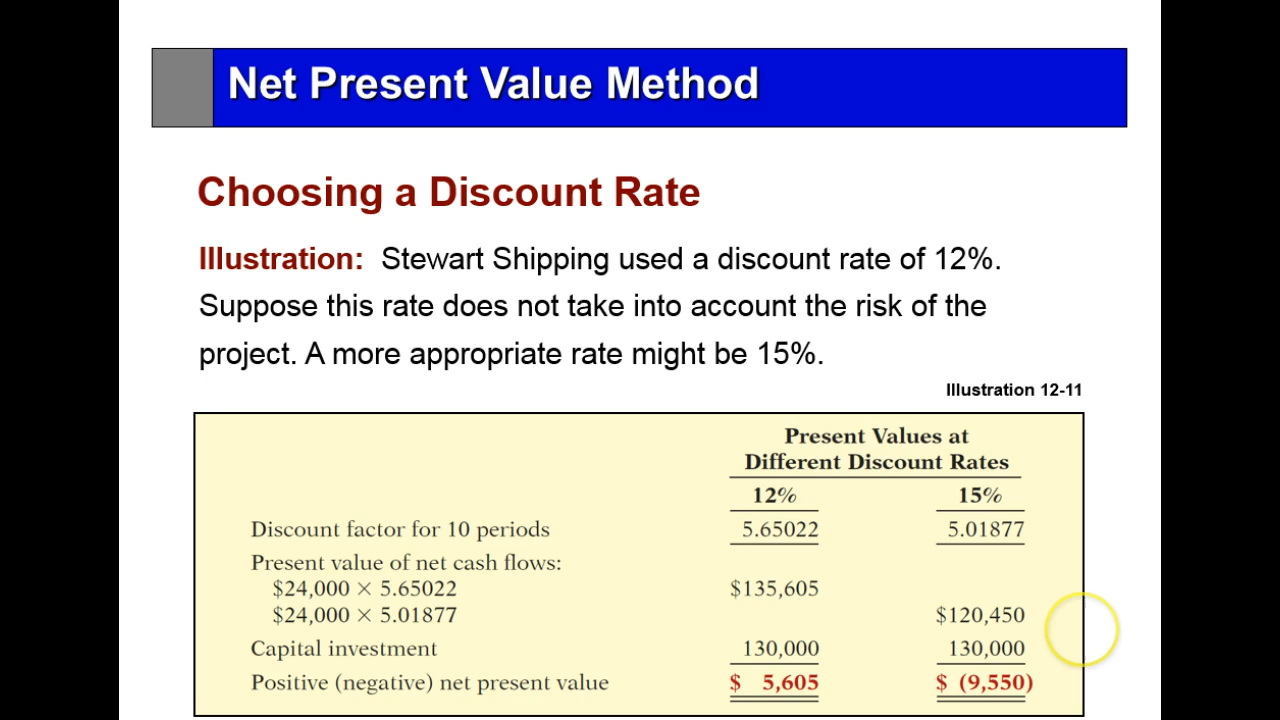 Net Present Value Method
Choosing a Discount Rate
Illustration: Stewart Shipping used a discount rate of 12%.
Suppose this rate does not take into account the risk of the
project. A more appropriate rate might be 15%.
Illustration 12-11
Present Values at
Different Discount Rates
12% 15%
Discount factor for 10 periods 5.65022 5.01877
Present value of net cash flows:
$24,000 × 5.65022 $135,605
$24,000 × 5.01877 $120,450
Capital investment 130,000 130,000
Positive (negative) net present value $ 5,605 $ (9,550)